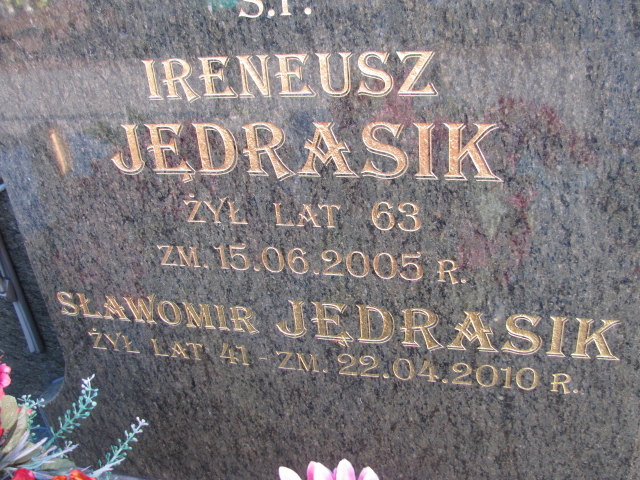 Ś.P.
IRENEUSZ
JĘDRASIK
ŻYŁ LAT 63
ZM. 15.06.2005 R.
SŁAWOMIR JĘDRASIK
ŻYŁ LAT 41 - ZM. 22.04.2010 R.